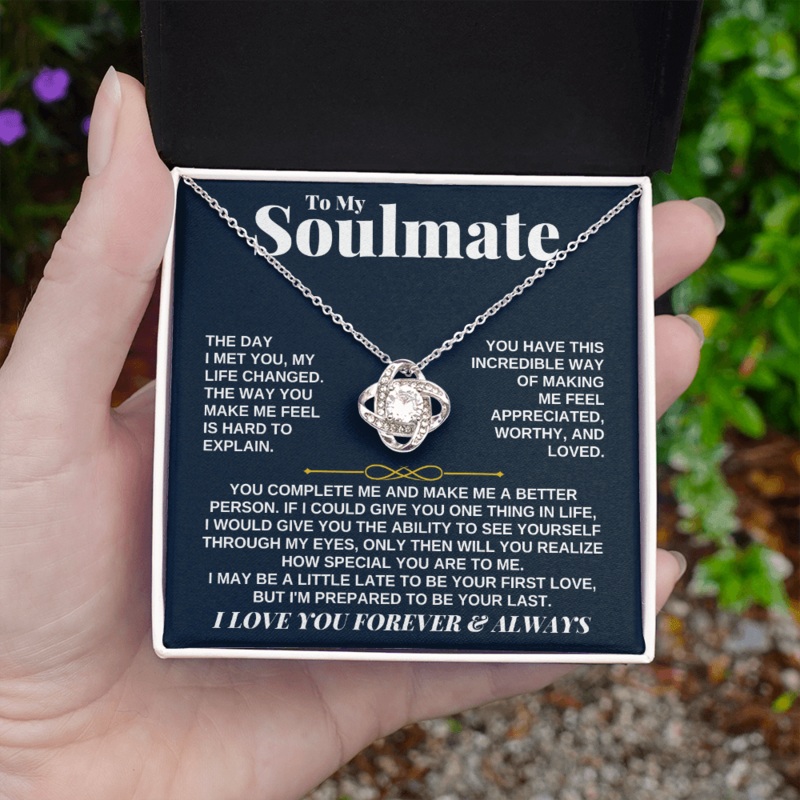 To My
Soulmate
THE DAY
I MET YOU, MY
LIFE CHANGED.
THE WAY YOU
MAKE ME FEEL
IS HARD TO
EXPLAIN.
YOU HAVE THIS
INCREDIBLE WAY
OF MAKING
ME FEEL
APPRECIATED,
WORTHY, AND
LOVED.
YOU COMPLETE ME AND MAKE ME A BETTER
PERSON. IF I COULD GIVE YOU ONE THING IN LIFE,
I WOULD GIVE YOU THE ABILITY TO SEE YOURSELF
THROUGH MY EYES, ONLY THEN WILL YOU REALIZE
HOW SPECIAL YOU ARE TO ME.
I MAY BE A LITTLE LATE TO BE YOUR FIRST LOVE,
BUT I'M PREPARED TO BE YOUR LAST.
I LOVE YOU FOREVER & ALWAYS